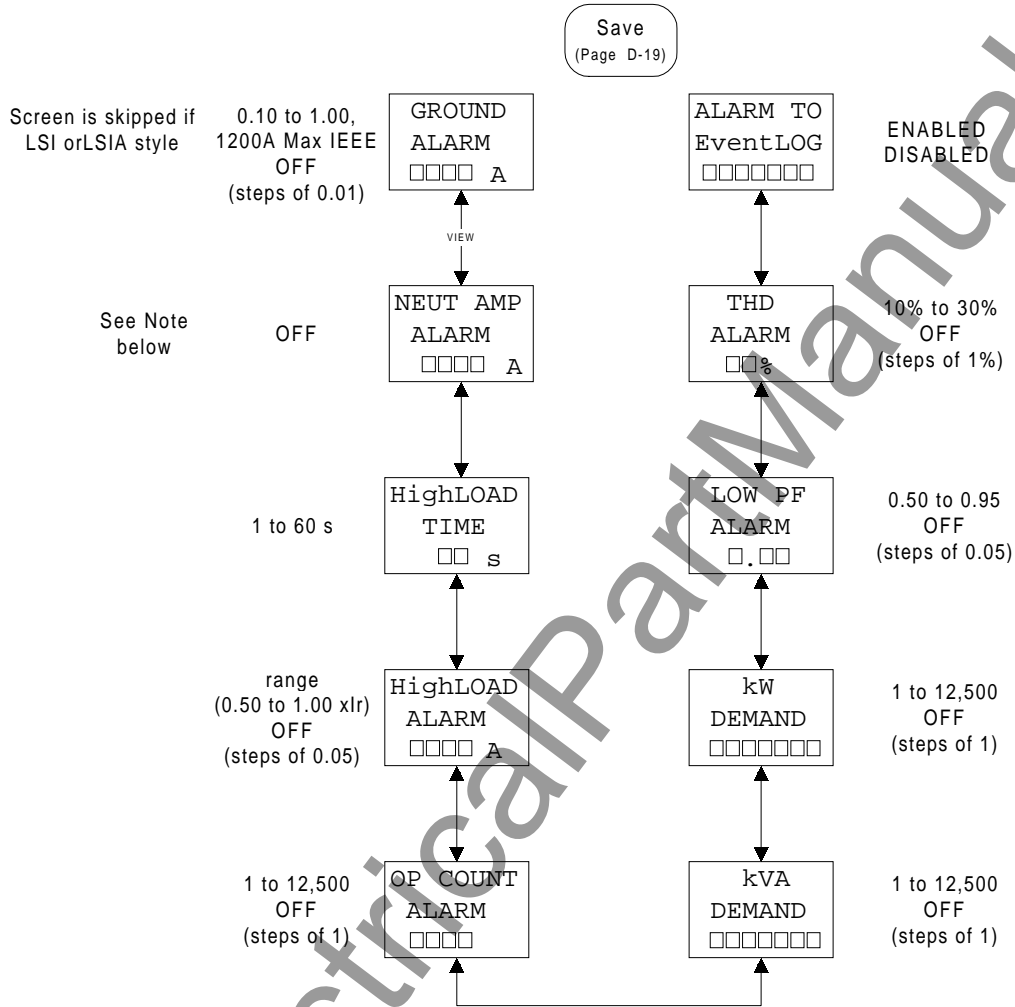 Save
(Page D-19)
Screen is skipped if
LSI orLSIA style
0.10 to 1.00,
1200A Max IEEE
OFF
(steps of 0.01)
GROUND
ALARM
□□□□ A
VIEW
See Note
below
OFF
NEUT AMP
ALARM
□□□□ A
1 to 60 s
HighLOAD
TIME
□□ s
range
(0.50 to 1.00 xIr)
OFF
(steps of 0.05)
HighLOAD
ALARM
□□□□ A
1 to 12,500
OFF
(steps of 1)
OP COUNT
ALARM
□□□□
ALARM TO
EventLOG
□□□□□□□
ENABLED
DISABLED
THD
ALARM
□□%
10% to 30%
OFF
(steps of 1%)
LOW PF
ALARM
□.□□
0.50 to 0.95
OFF
(steps of 0.05)
kW
DEMAND
□□□□□□□
1 to 12,500
OFF
(steps of 1)
kVA
DEMAND
□□□□□□□
1 to 12,500
OFF
(steps of 1)
ctricalPartManual